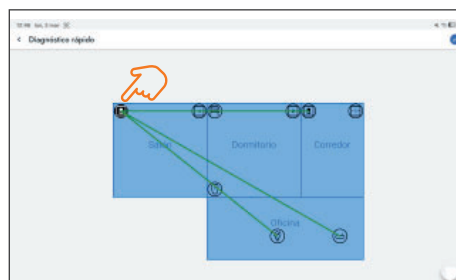 Diagnóstico rápido
Salón
Dormitorio
Corredor
Oficina